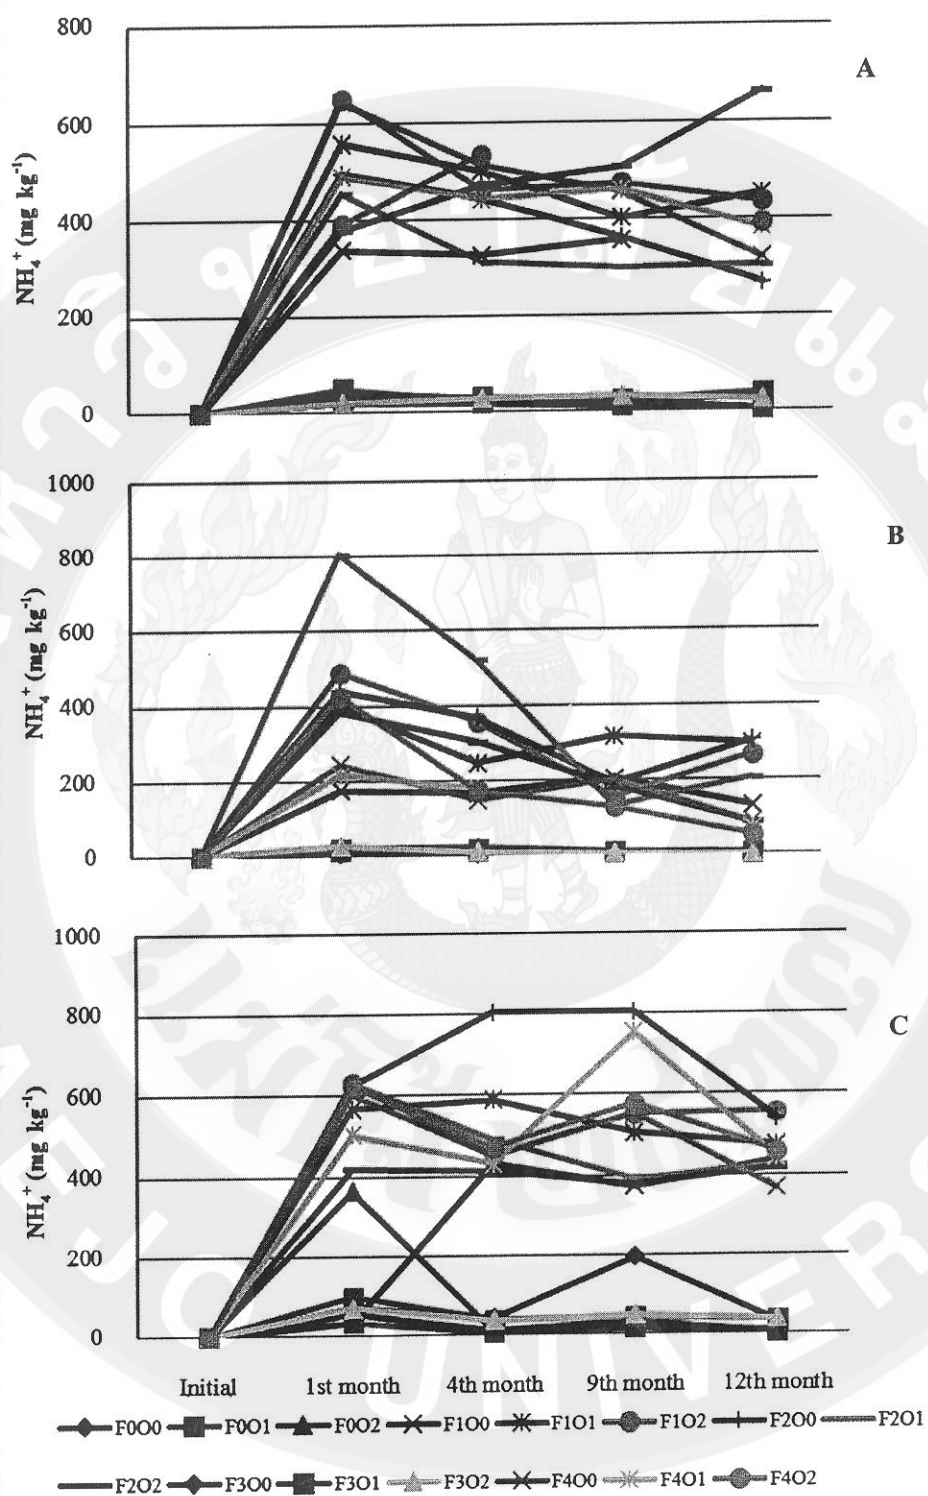 800
A
600
400
200
0
NH₄⁺ (mg kg⁻¹)
1000
B
800
600
400
200
0
NH₄⁺ (mg kg⁻¹)
1000
C
800
600
400
200
0
NH₄⁺ (mg kg⁻¹)
Initial 1st month 4th month 9th month 12th month
F0O0 F0O1 F0O2 F1O0 F1O1 F1O2 F2O0 F2O1
F2O2 F3O0 F3O1 F3O2 F4O0 F4O1 F4O2
UNIVERS